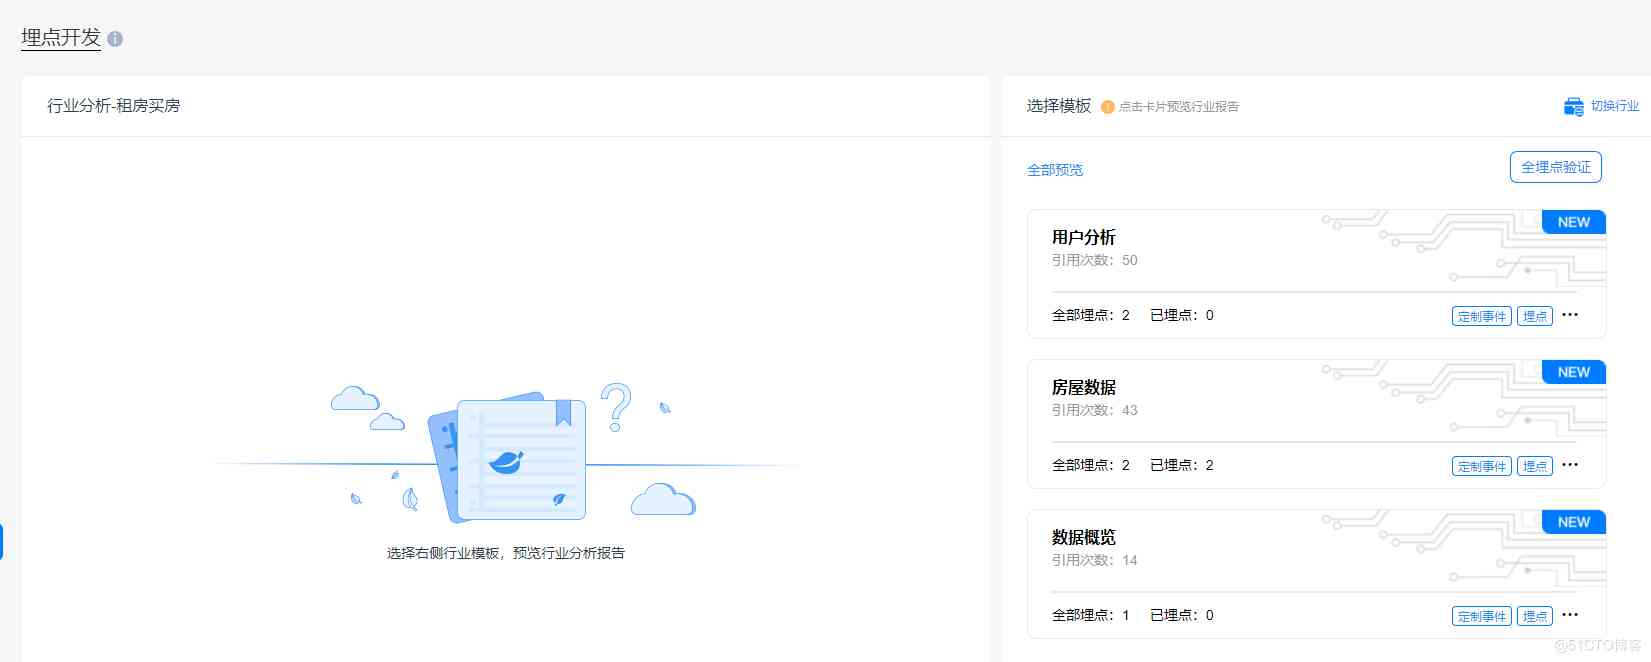 埋点开发
行业分析-租房买房
选择右侧行业模板，预览行业分析报告
选择模板 点击卡片预览行业报告 切换行业
全部预览 全埋点验证
NEW
用户分析
引用次数：50
全部埋点：2 已埋点：0 定制事件 埋点 ···
NEW
房屋数据
引用次数：43
全部埋点：2 已埋点：2 定制事件 埋点 ···
NEW
数据概览
引用次数：14
全部埋点：1 已埋点：0 定制事件 埋点 ···
@51CTO博客